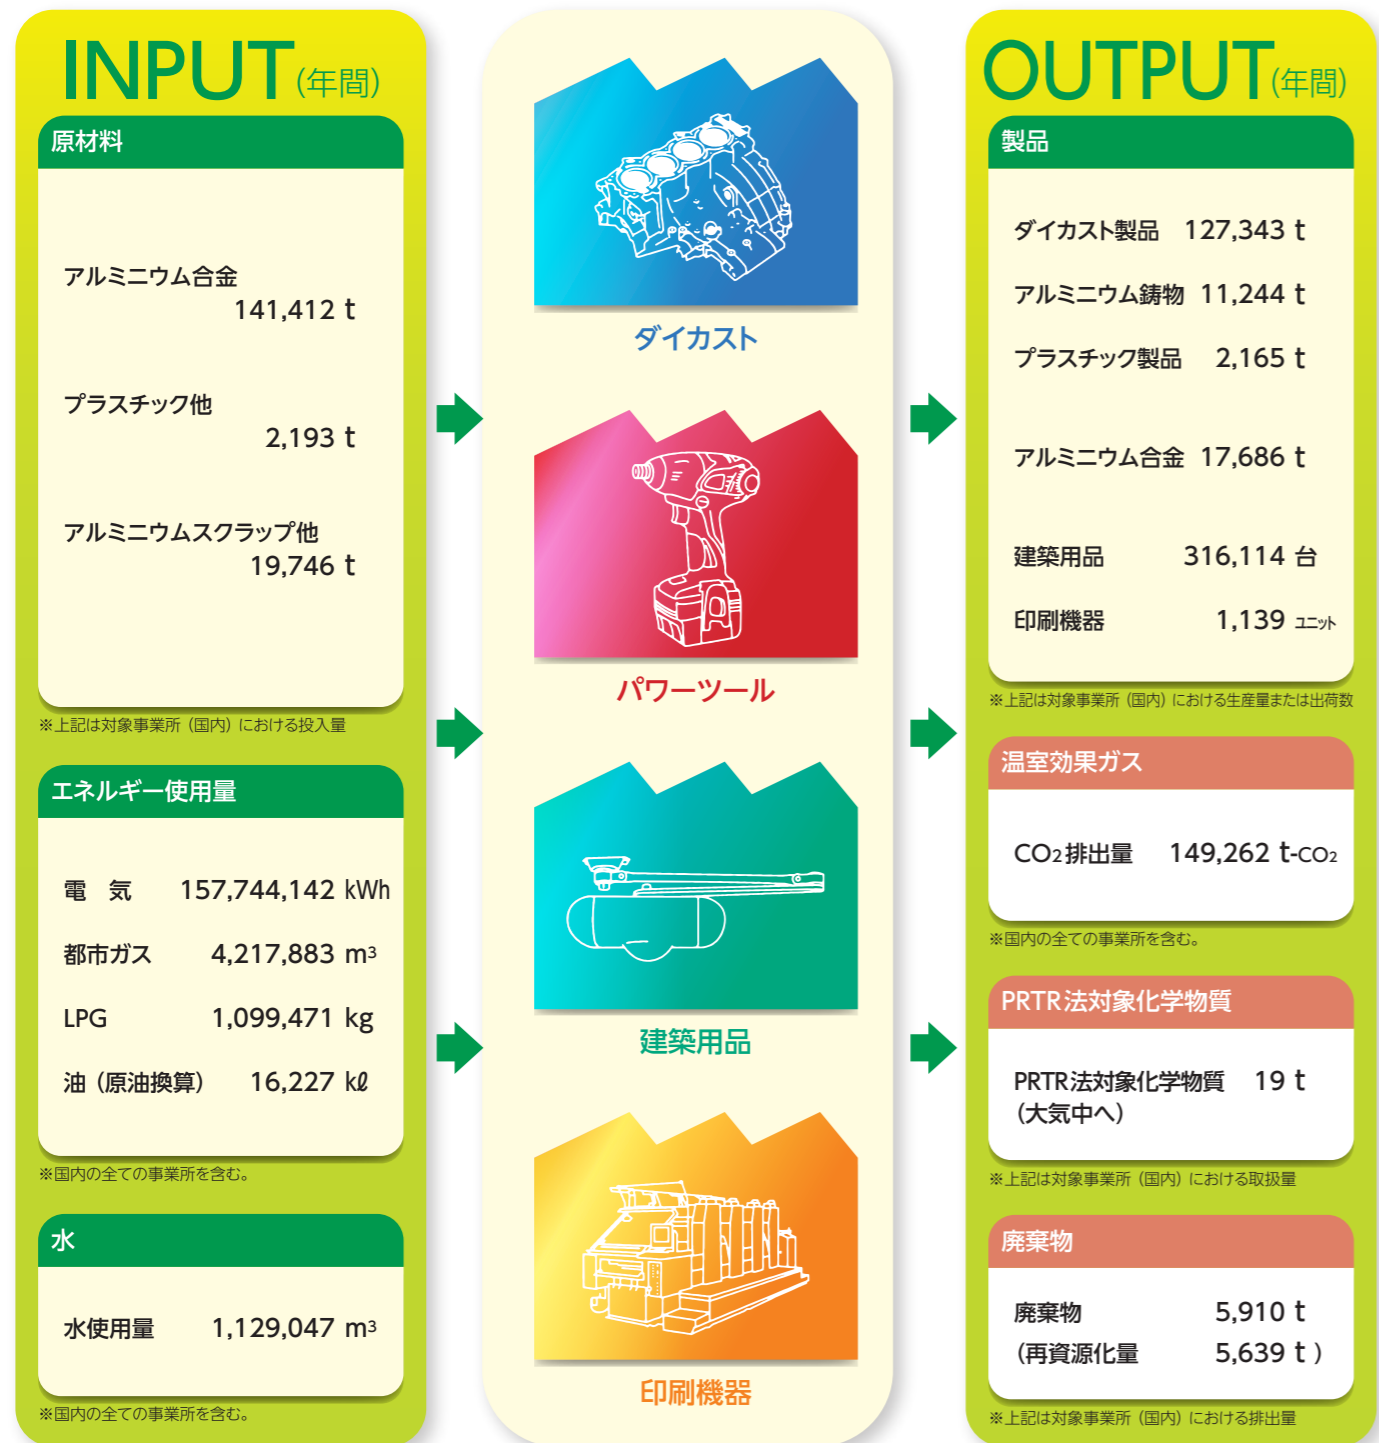 INPUT(年間)
原材料
アルミニウム合金
141,412 t
プラスチック他
2,193 t
アルミニウムスクラップ他
19,746 t
※上記は対象事業所（国内）における投入量
エネルギー使用量
電　気 157,744,142 kWh
都市ガス 4,217,883 m³
LPG 1,099,471 kg
油（原油換算） 16,227 kℓ
※国内の全ての事業所を含む。
水
水使用量 1,129,047 m³
※国内の全ての事業所を含む。
ダイカスト
パワーツール
建築用品
印刷機器
OUTPUT(年間)
製品
ダイカスト製品 127,343 t
アルミニウム鋳物 11,244 t
プラスチック製品 2,165 t
アルミニウム合金 17,686 t
建築用品 316,114 台
印刷機器 1,139 ユニット
※上記は対象事業所（国内）における生産量または出荷数
温室効果ガス
CO₂排出量 149,262 t-CO₂
※国内の全ての事業所を含む。
PRTR法対象化学物質
PRTR法対象化学物質 19 t
（大気中へ）
※上記は対象事業所（国内）における取扱量
廃棄物
廃棄物 5,910 t
（再資源化量 5,639 t ）
※上記は対象事業所（国内）における排出量